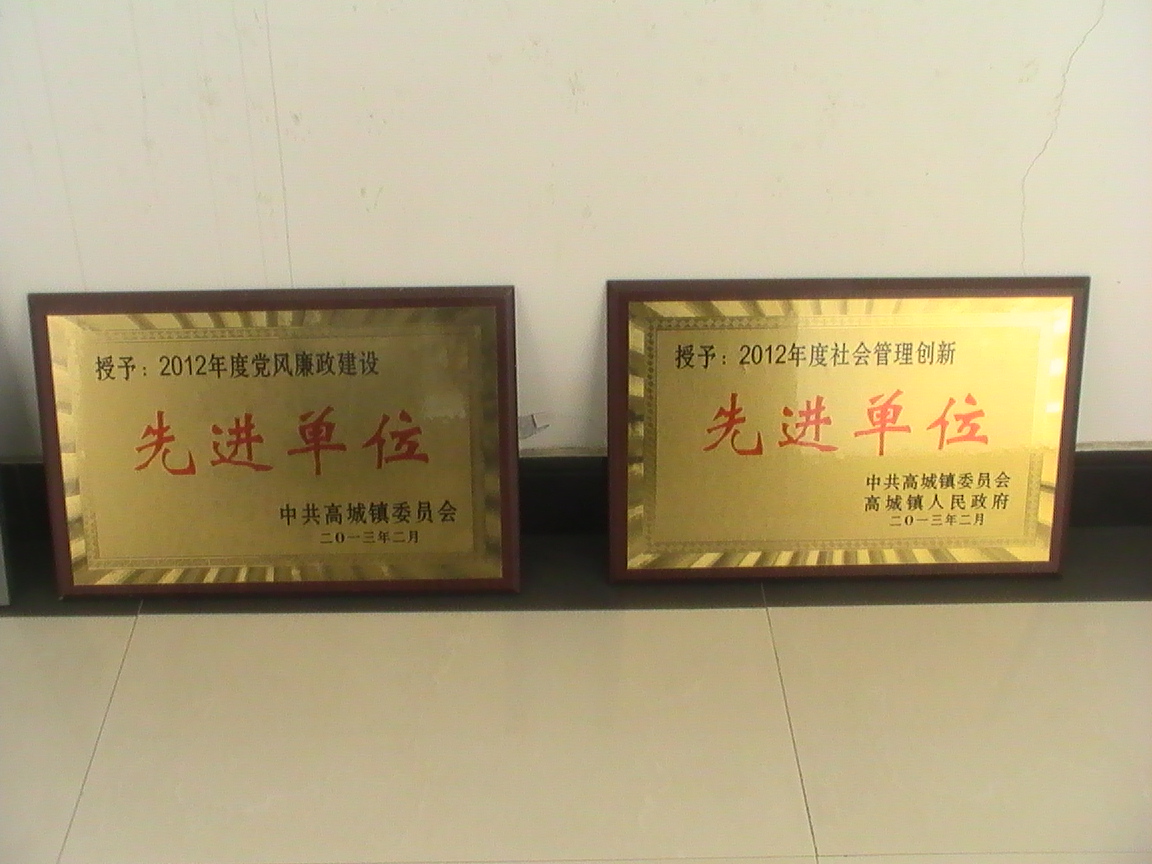 授予：2012年度党风廉政建设
先进单位
中共高城镇委员会
二O一三年二月
授予：2012年度社会管理创新
先进单位
中共高城镇委员会
高城镇人民政府
二O一三年二月